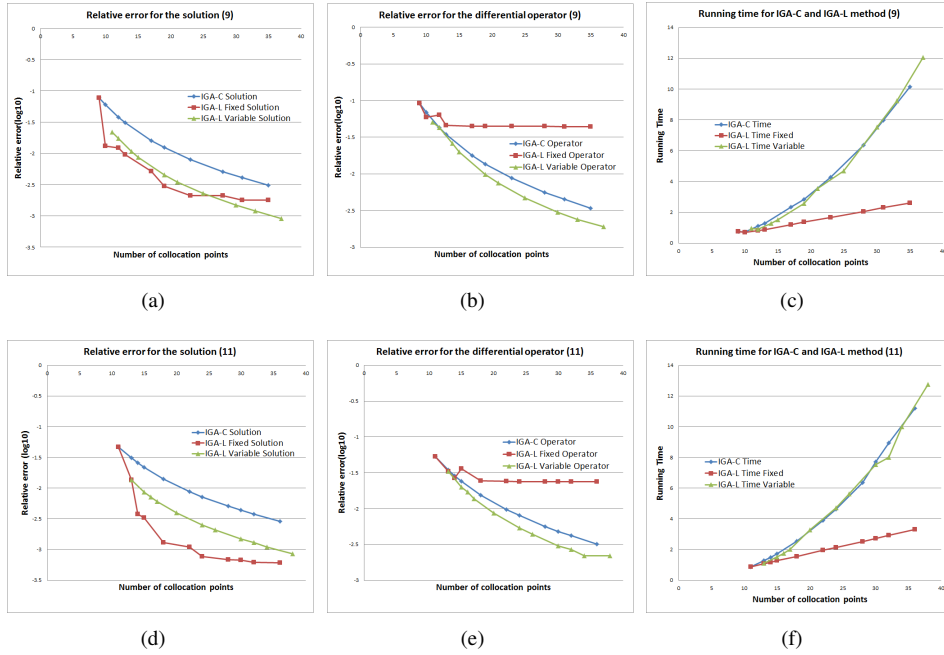 Relative error for the solution (9)
0 5 10 15 20 25 30 35 40
0
-0.5
-1
-1.5
-2
-2.5
-3
-3.5
Relative error(log10)
IGA-C Solution
IGA-L Fixed Solution
IGA-L Variable Solution
Number of collocation points
(a)
Relative error for the differential operator (9)
0 5 10 15 20 25 30 35 40
0
-0.5
-1
-1.5
-2
-2.5
-3
Relative error(log10)
IGA-C Operator
IGA-L Fixed Operator
IGA-L Variable Operator
Number of collocation points
(b)
Running time for IGA-C and IGA-L method (9)
14
12
10
8
6
4
2
0
Running Time
IGA-C Time
IGA-L Time Fixed
IGA-L Time Variable
0 5 10 15 20 25 30 35 40
Number of collocation points
(c)
Relative error for the solution (11)
0 5 10 15 20 25 30 35 40
0
-0.5
-1
-1.5
-2
-2.5
-3
-3.5
Relative error (log10)
IGA-C Solution
IGA-L Fixed Solution
IGA-L Variable Solution
Number of collocation points
(d)
Relative error for the differential operator (11)
0 5 10 15 20 25 30 35 40
0
-0.5
-1
-1.5
-2
-2.5
-3
Relative error(log10)
IGA-C Operator
IGA-L Fixed Operator
IGA-L Variable Operator
Number of collocation points
(e)
Running time for IGA-C and IGA-L method (11)
14
12
10
8
6
4
2
0
Running Time
IGA-C Time
IGA-L Time Fixed
IGA-L Time Variable
0 5 10 15 20 25 30 35 40
Number of collocation points
(f)